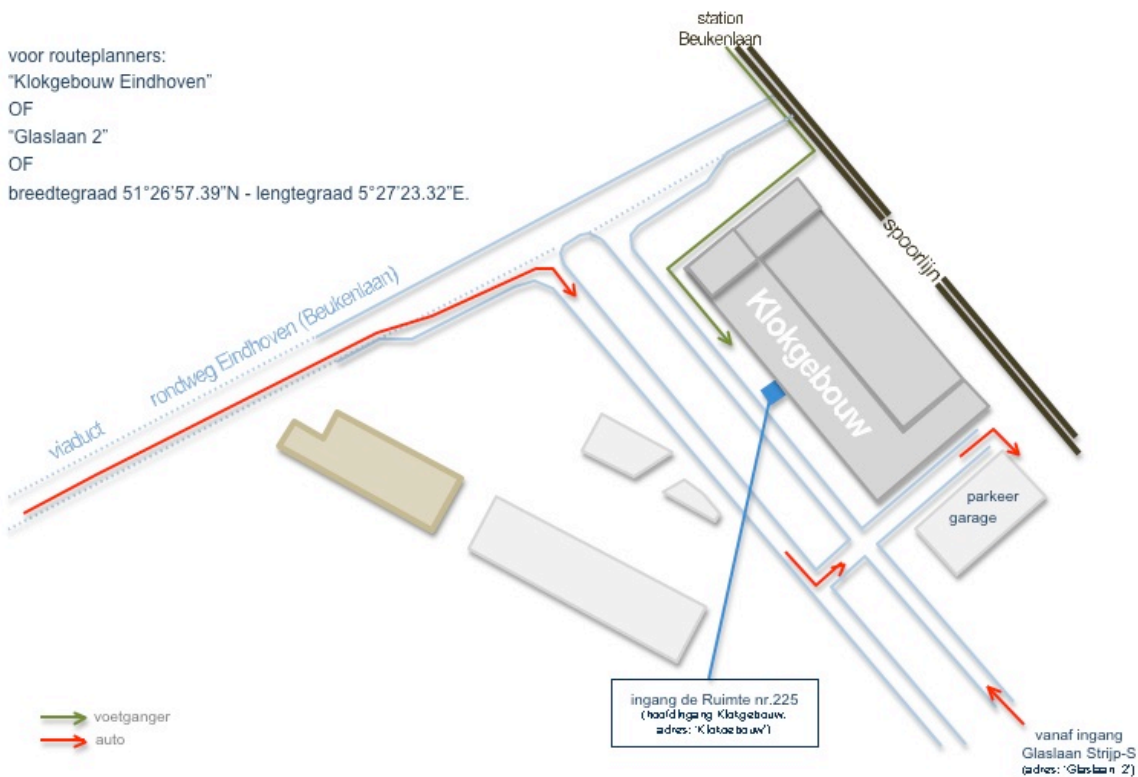 station
Beukenlaan
voor routeplanners:
“Klokgebouw Eindhoven”
OF
“Glaslaan 2”
OF
breedtegraad 51°26’57.39”N - lengtegraad 5°27’23.32”E.
spoorlijn
rondweg Eindhoven (Beukenlaan)
viaduct
Klokgebouw
parkeer
garage
ingang de Ruimte nr.225
(hoofdingang Klokgebouw,
adres: 'Klokgebouw')
voetganger
auto
vanaf ingang
Glaslaan Strijp-S
(adres: 'Glaslaan 2')